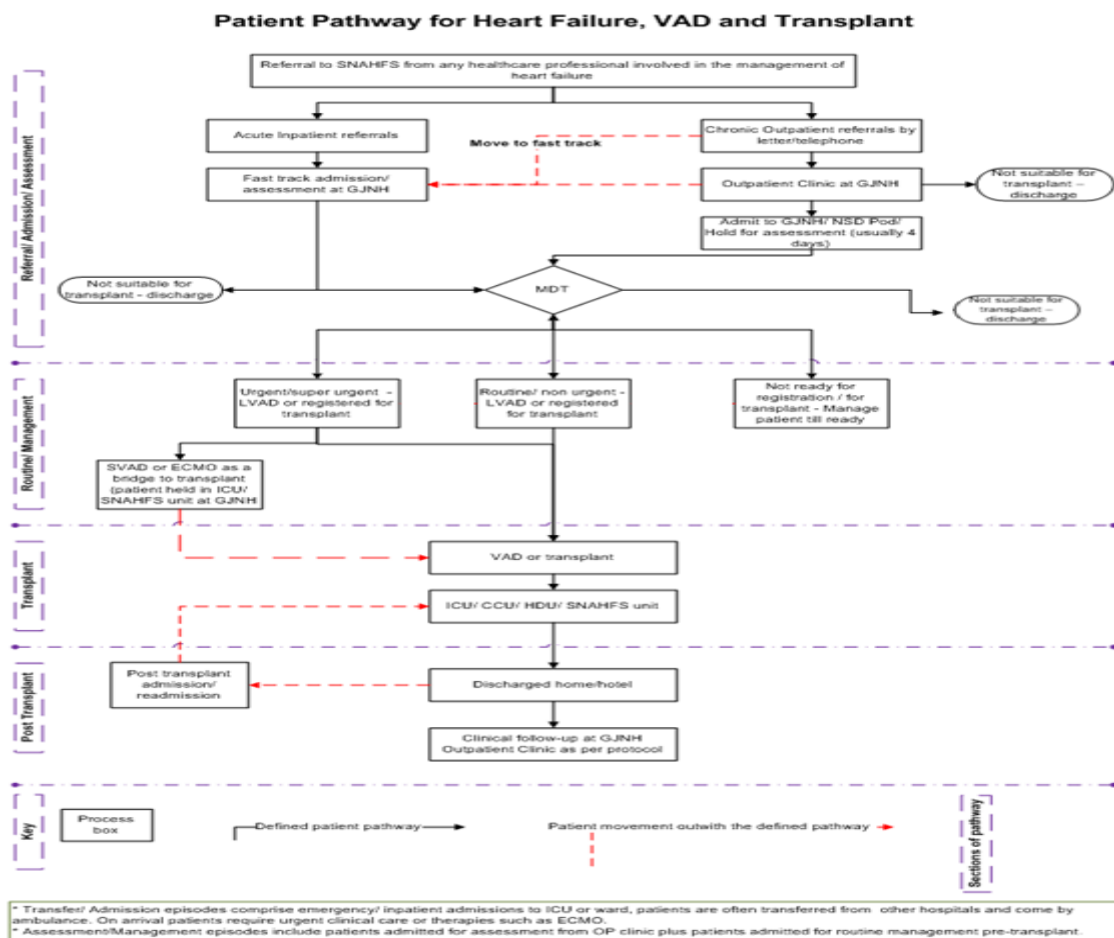 Patient Pathway for Heart Failure, VAD and Transplant
Referral to SNAHFS from any healthcare professional involved in the management of
heart failure
Referral/ Admission/ Assessment
Acute Inpatient referrals
Chronic Outpatient referrals by
letter/telephone
Move to fast track
Fast track admission/
assessment at GJNH
Outpatient Clinic at GJNH
Not suitable for
transplant –
discharge
Admit to GJNH/ NSD Pod/
Hold for assessment (usually 4
days)
Not suitable for
transplant - discharge
MDT
Not suitable for
transplant –
discharge
Routine/ Management
Urgent/super urgent -
LVAD or registered for
transplant
Routine/ non urgent -
LVAD or registered
for transplant
Not ready for
registration / for
transplant - Manage
patient till ready
SVAD or ECMO as a
bridge to transplant
(patient held in ICU/
SNAHFS unit at GJNH
Transplant
VAD or transplant
ICU/ CCU/ HDU/ SNAHFS unit
Post Transplant
Post transplant
admission/
readmission
Discharged home/hotel
Clinical follow-up at GJNH
Outpatient Clinic as per protocol
Key
Process
box
Defined patient pathway
Patient movement outwith the defined pathway
Sections of pathway
* Transfer/ Admission episodes comprise emergency/ inpatient admissions to ICU or ward, patients are often transferred from other hospitals and come by
ambulance. On arrival patients require urgent clinical care or therapies such as ECMO.
* Assessment/Management episodes include patients admitted for assessment from OP clinic plus patients admitted for routine management pre-transplant.